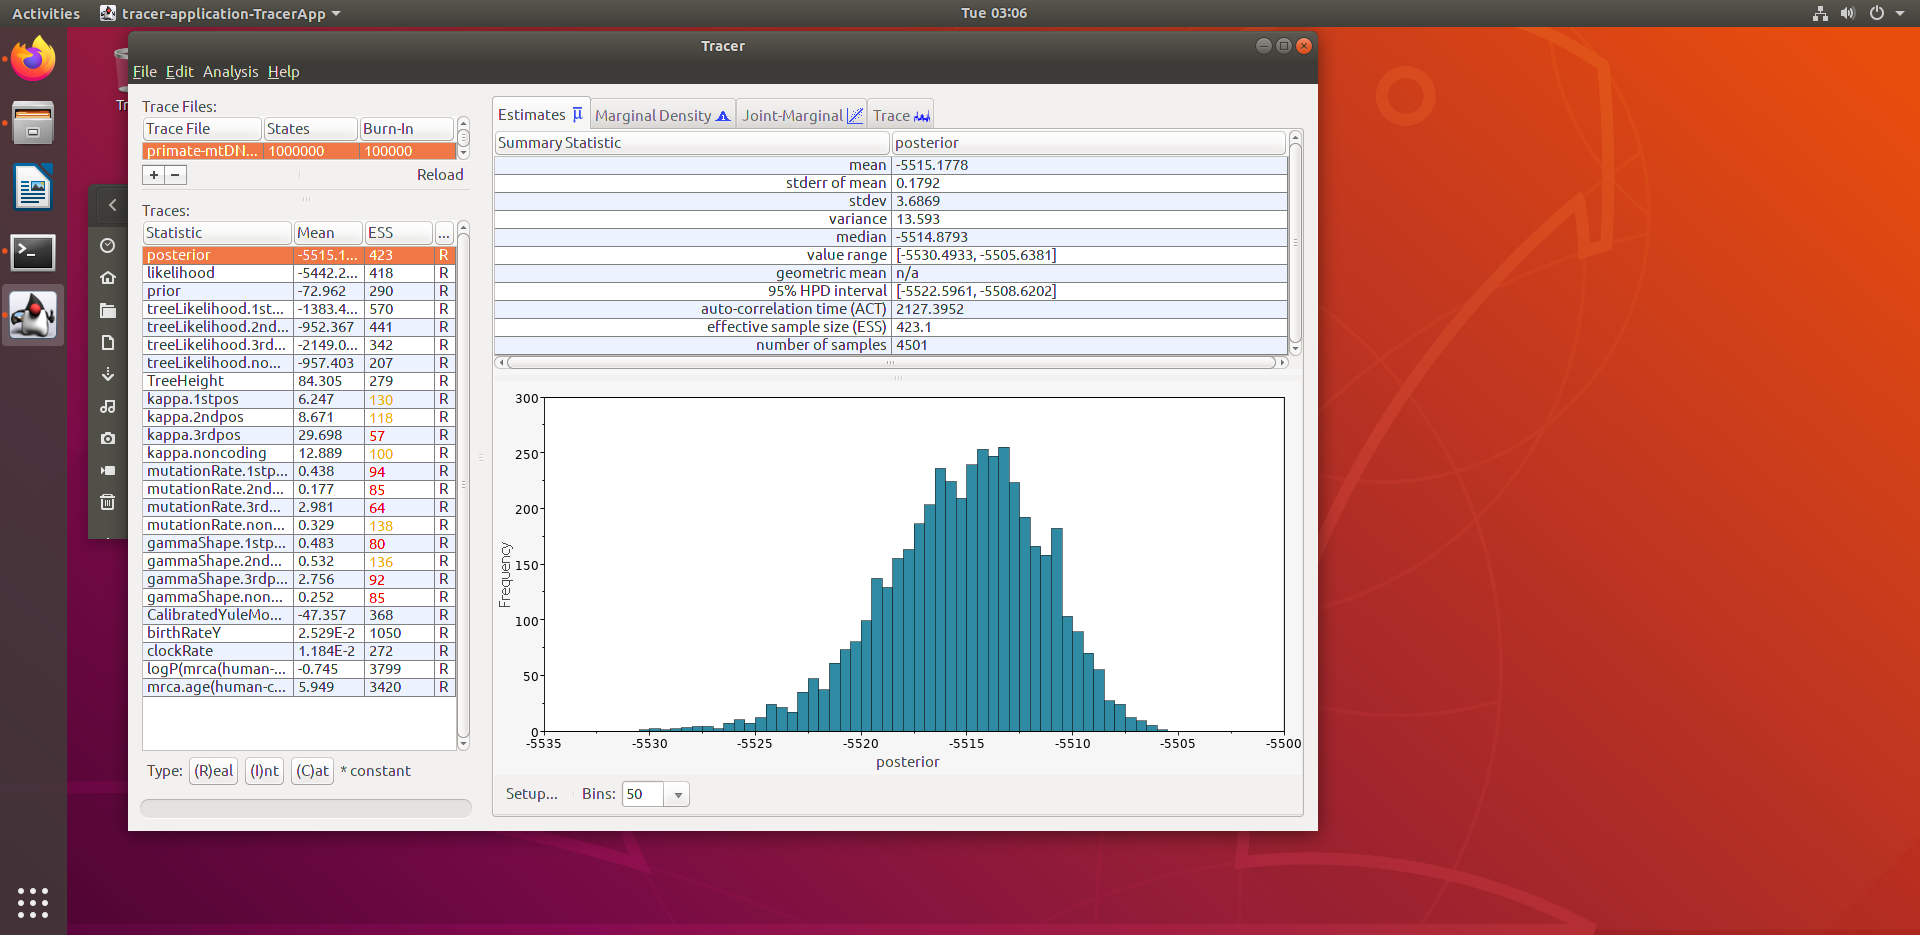 Activities tracer-application-TracerApp Tue 03:06
Tracer
File Edit Analysis Help
Trace Files:
Trace File States Burn-In
primate-mtDN... 1000000 100000
+ − Reload
Traces:
Statistic Mean ESS ...
posterior -5515.1... 423 R
likelihood -5442.2... 418 R
prior -72.962 290 R
treeLikelihood.1st... -1383.4... 570 R
treeLikelihood.2nd... -952.367 441 R
treeLikelihood.3rd... -2149.0... 342 R
treeLikelihood.no... -957.403 207 R
TreeHeight 84.305 279 R
kappa.1stpos 6.247 130 R
kappa.2ndpos 8.671 118 R
kappa.3rdpos 29.698 57 R
kappa.noncoding 12.889 100 R
mutationRate.1stp... 0.438 94 R
mutationRate.2nd... 0.177 85 R
mutationRate.3rd... 2.981 64 R
mutationRate.non... 0.329 138 R
gammaShape.1stp... 0.483 80 R
gammaShape.2nd... 0.532 136 R
gammaShape.3rdp... 2.756 92 R
gammaShape.non... 0.252 85 R
CalibratedYuleMo... -47.357 368 R
birthRateY 2.529E-2 1050 R
clockRate 1.184E-2 272 R
logP(mrca(human-... -0.745 3799 R
mrca.age(human-c... 5.949 3420 R
Type: (R)eal (I)nt (C)at * constant
Estimates μ Marginal Density Joint-Marginal Trace
Summary Statistic posterior
mean -5515.1778
stderr of mean 0.1792
stdev 3.6869
variance 13.593
median -5514.8793
value range [-5530.4933, -5505.6381]
geometric mean n/a
95% HPD interval [-5522.5961, -5508.6202]
auto-correlation time (ACT) 2127.3952
effective sample size (ESS) 423.1
number of samples 4501
300
250
200
150
100
50
0
Frequency
-5535 -5530 -5525 -5520 -5515 -5510 -5505 -5500
posterior
Setup... Bins: 50